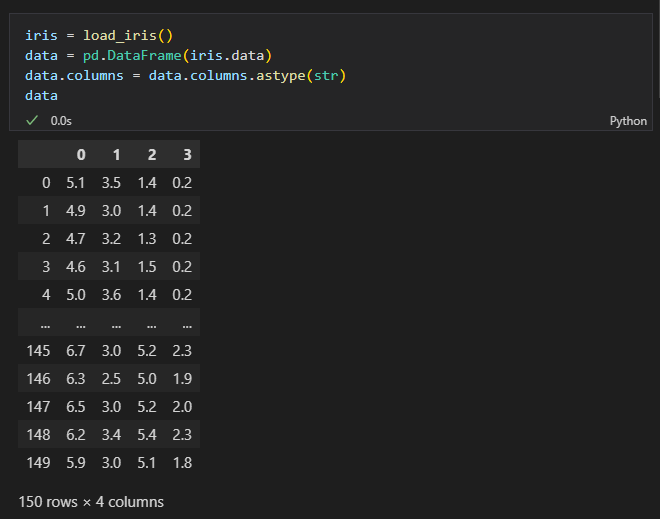 iris = load_iris()
data = pd.DataFrame(iris.data)
data.columns = data.columns.astype(str)
data
0.0s Python
0 1 2 3
0 5.1 3.5 1.4 0.2
1 4.9 3.0 1.4 0.2
2 4.7 3.2 1.3 0.2
3 4.6 3.1 1.5 0.2
4 5.0 3.6 1.4 0.2
... ... ... ... ...
145 6.7 3.0 5.2 2.3
146 6.3 2.5 5.0 1.9
147 6.5 3.0 5.2 2.0
148 6.2 3.4 5.4 2.3
149 5.9 3.0 5.1 1.8
150 rows × 4 columns